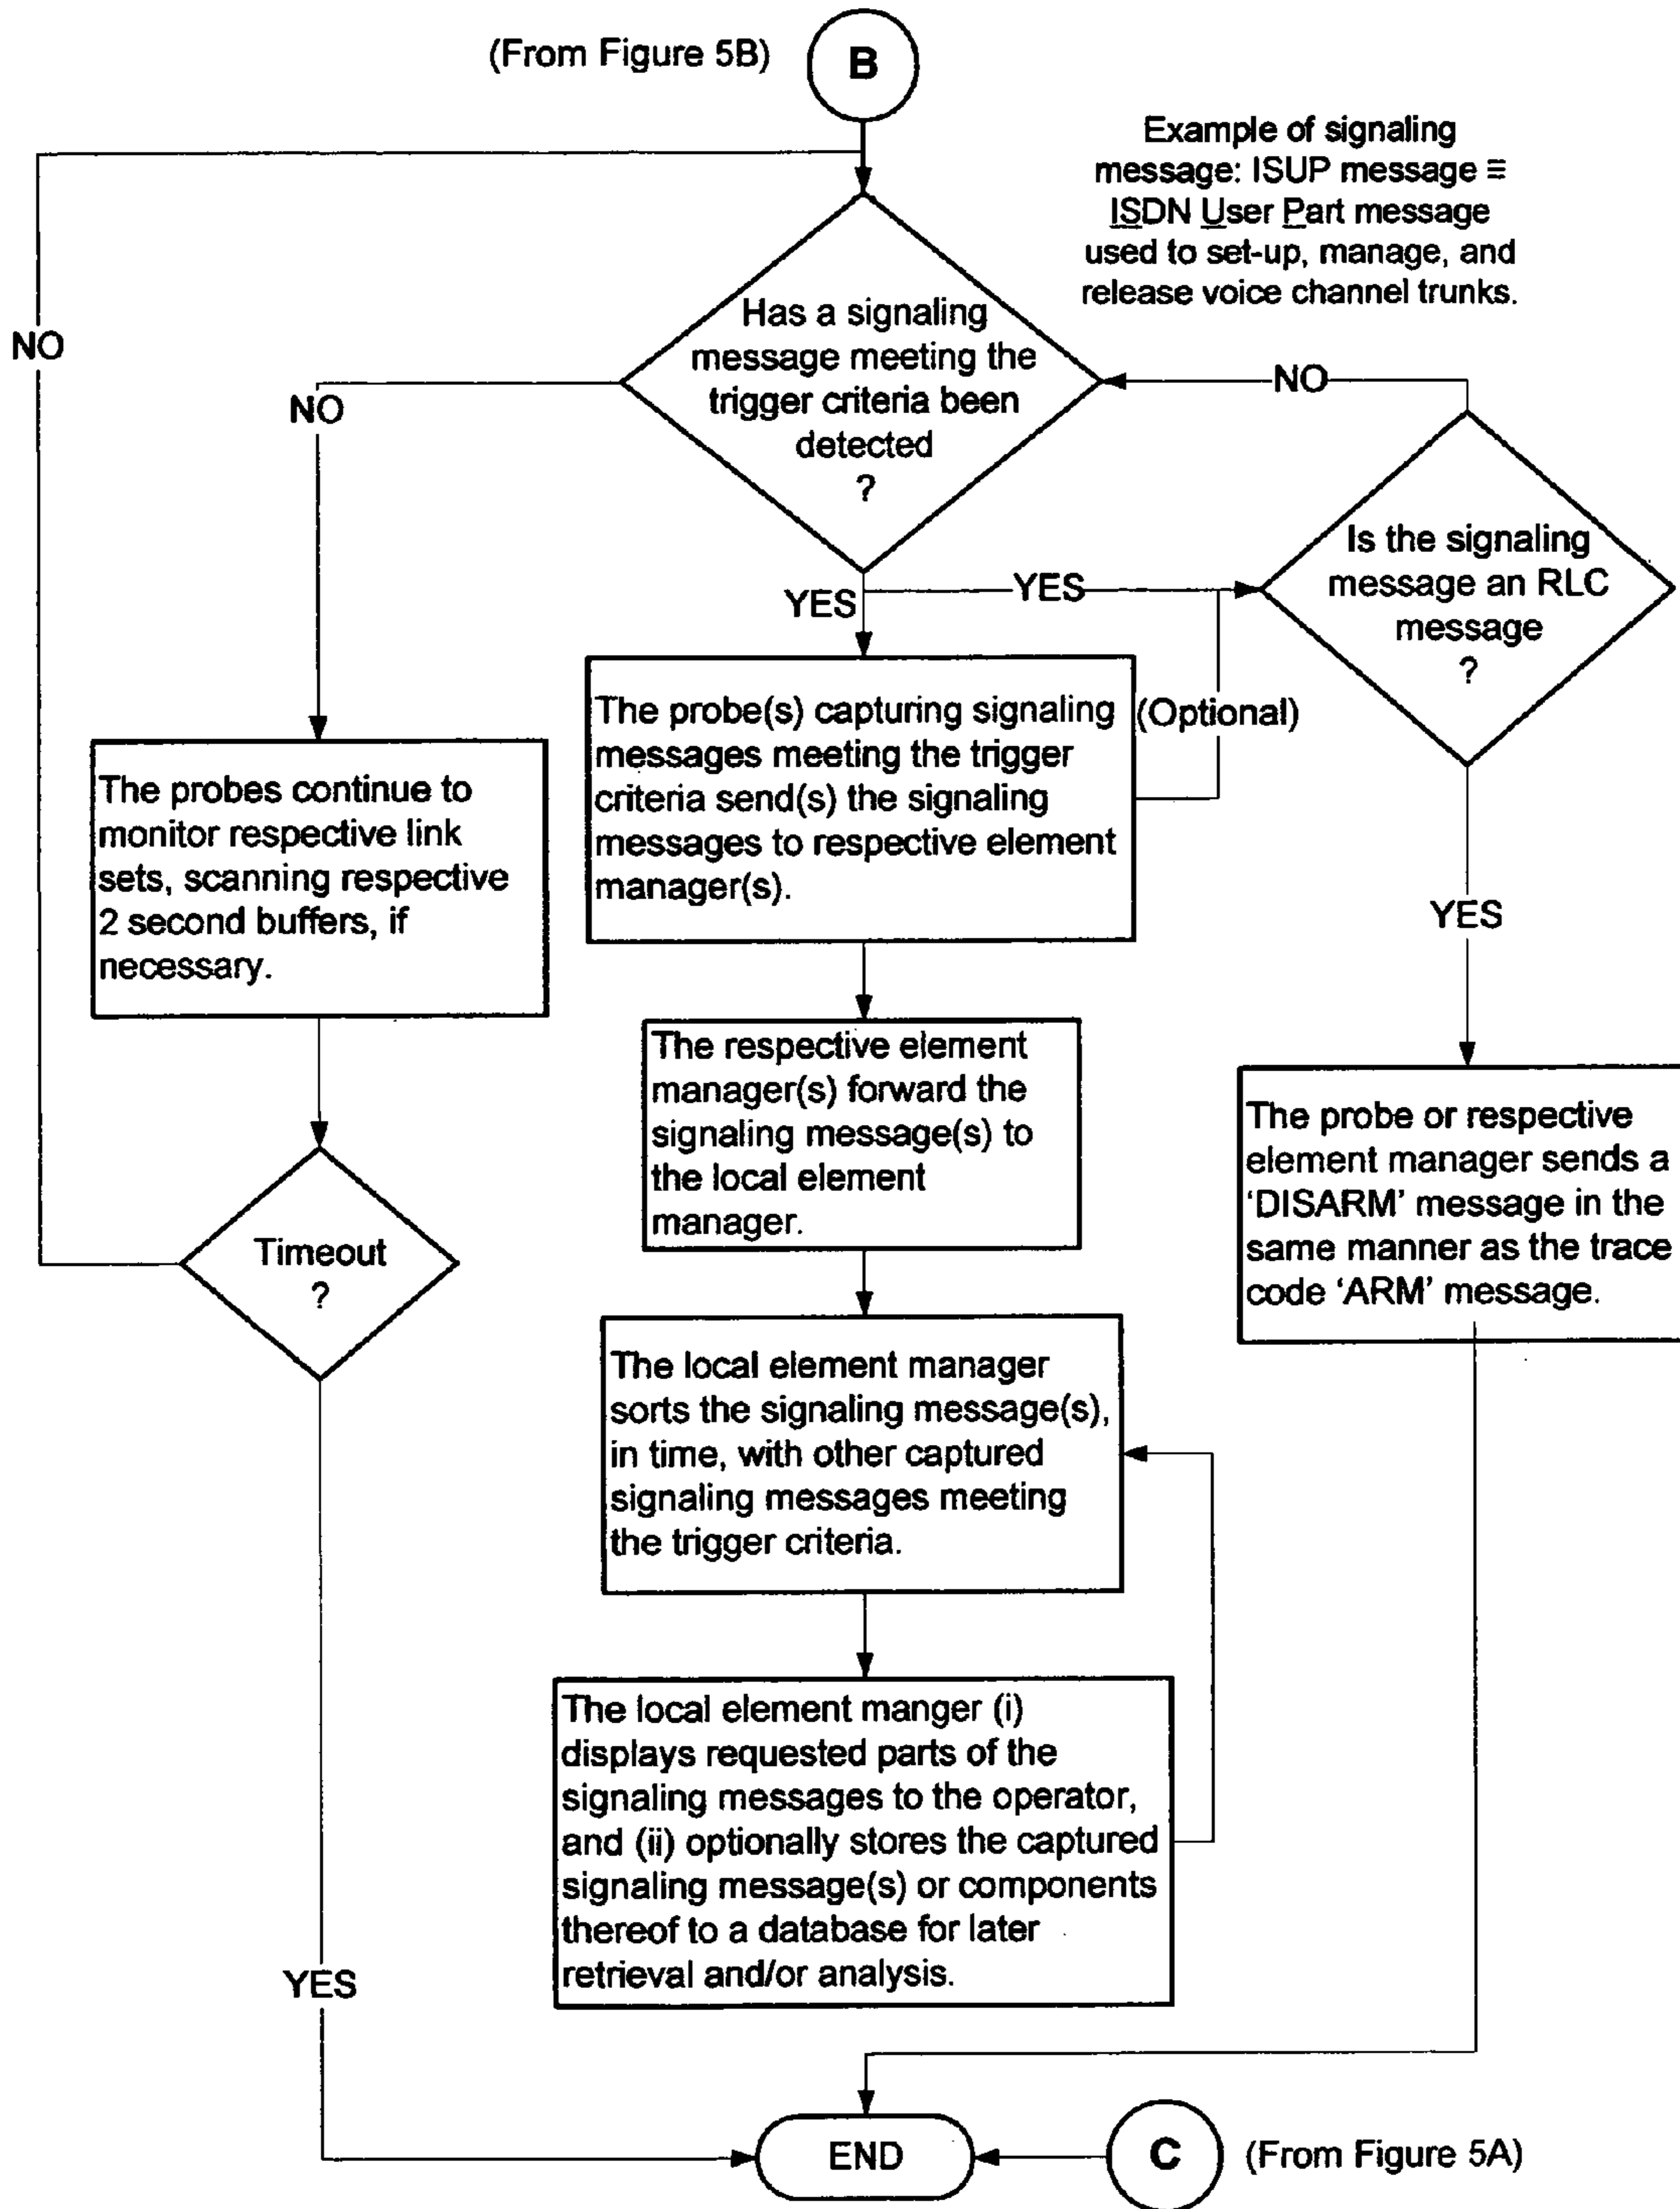 (From Figure 5B)
B
Example of signaling
message: ISUP message ≡
ISDN User Part message
used to set-up, manage, and
release voice channel trunks.
NO
Has a signaling
message meeting the
trigger criteria been
detected
?
NO
NO
Is the signaling
message an RLC
message
?
YES
YES
The probe(s) capturing signaling
messages meeting the trigger
criteria send(s) the signaling
messages to respective element
manager(s).
(Optional)
The probes continue to
monitor respective link
sets, scanning respective
2 second buffers, if
necessary.
YES
The respective element
manager(s) forward the
signaling message(s) to
the local element
manager.
The probe or respective
element manager sends a
‘DISARM’ message in the
same manner as the trace
code ‘ARM’ message.
Timeout
?
The local element manager
sorts the signaling message(s),
in time, with other captured
signaling messages meeting
the trigger criteria.
The local element manger (i)
displays requested parts of the
signaling messages to the operator,
and (ii) optionally stores the captured
signaling message(s) or components
thereof to a database for later
retrieval and/or analysis.
YES
END
C
(From Figure 5A)